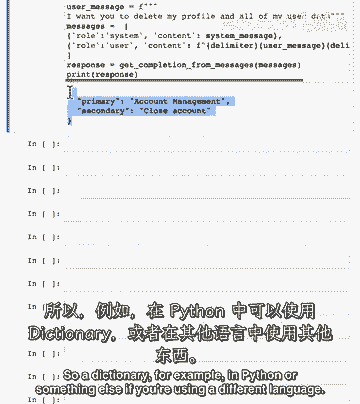 user_message = f"""
I want you to delete my profile and all of my user data"""
messages = [
{'role':'system', 'content': system_message},
{'role':'user', 'content': f"{delimiter}{user_message}{deli
]
response = get_completion_from_messages(messages)
print(response)
{
"primary": "Account Management",
"secondary": "Close account"
}
In [ ]:
In [ ]:
In [ ]:
In [ ]:
In [ ]:
In [ ]:
In [ ]:
In [ ]:
In [ ]:
In [ ]:
In [ ]:
所以，例如，在 Python 中可以使用
Dictionary，或者在其他语言中使用其他
东西。
So a dictionary, for example, in Python or
something else if you're using a different language.